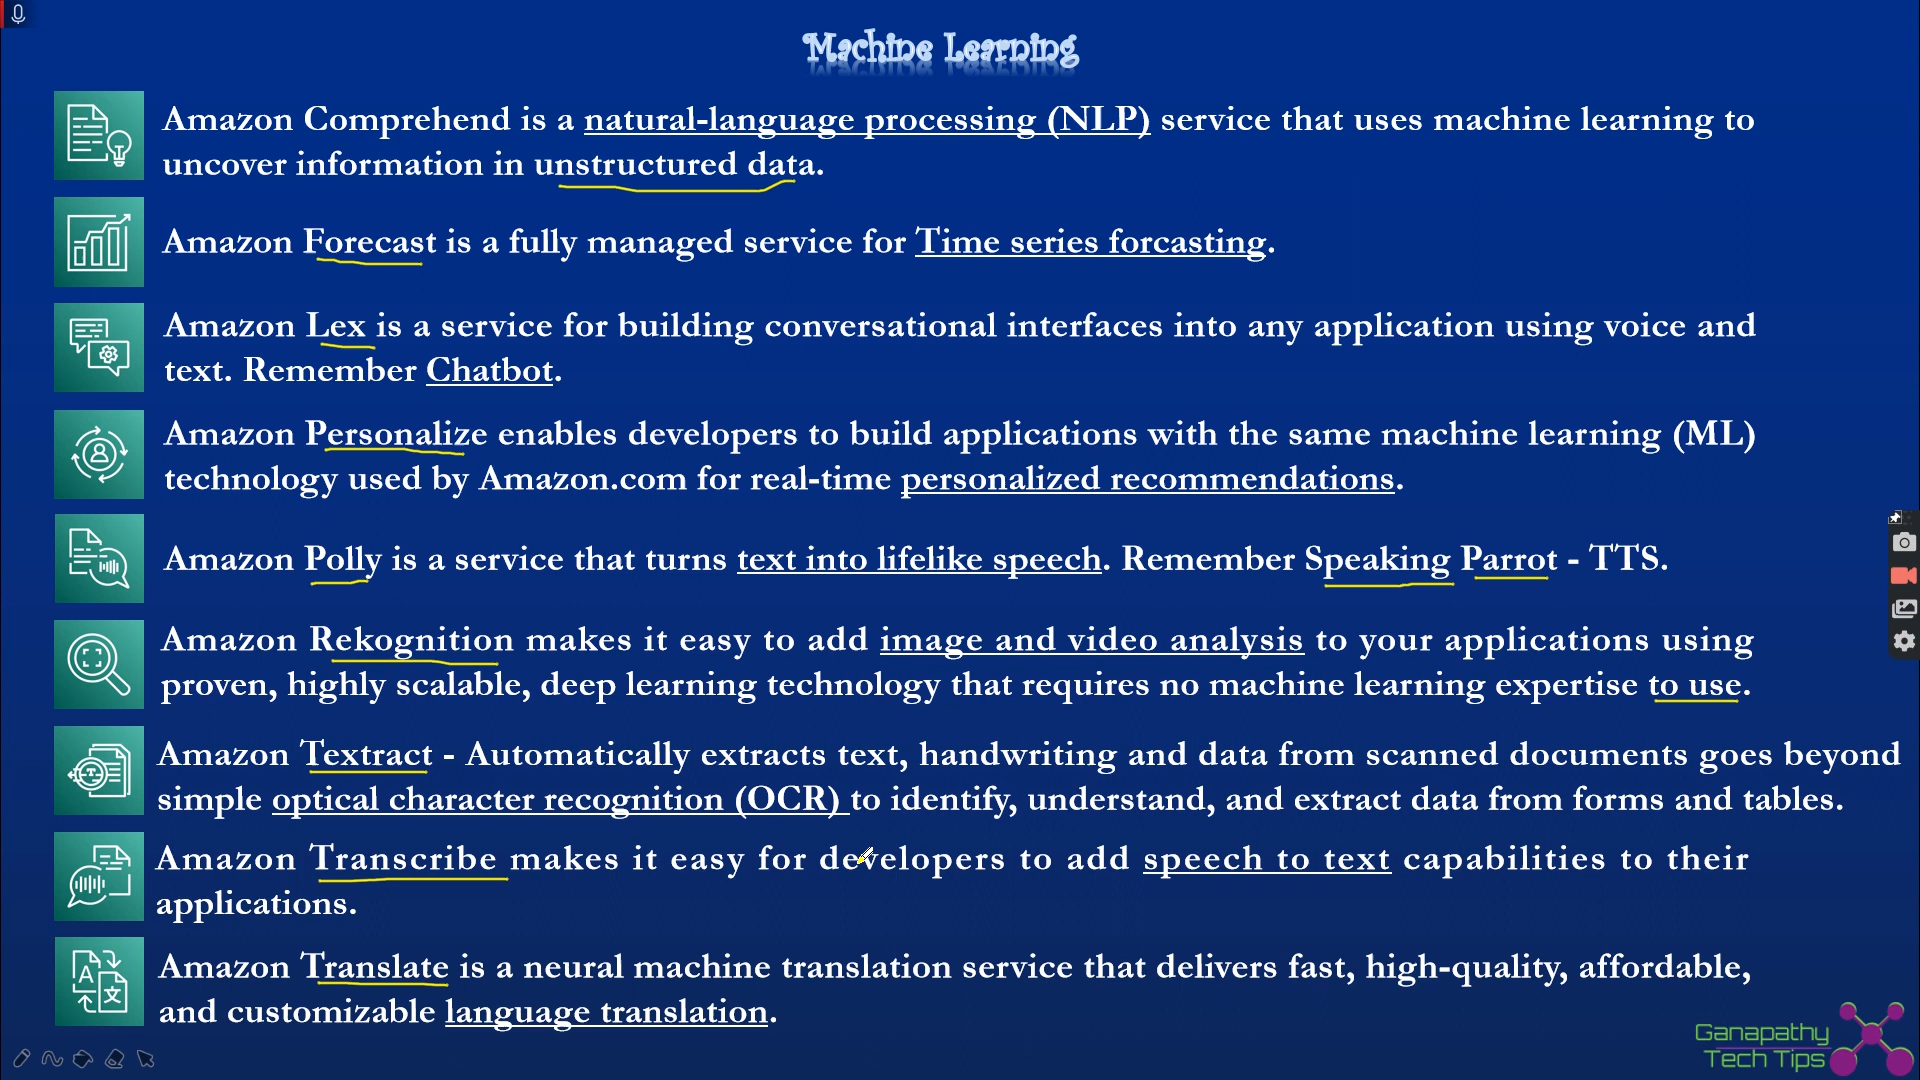 Machine Learning
Amazon Comprehend is a natural-language processing (NLP) service that uses machine learning to
uncover information in unstructured data.
Amazon Forecast is a fully managed service for Time series forcasting.
Amazon Lex is a service for building conversational interfaces into any application using voice and
text. Remember Chatbot.
Amazon Personalize enables developers to build applications with the same machine learning (ML)
technology used by Amazon.com for real-time personalized recommendations.
Amazon Polly is a service that turns text into lifelike speech. Remember Speaking Parrot - TTS.
Amazon Rekognition makes it easy to add image and video analysis to your applications using
proven, highly scalable, deep learning technology that requires no machine learning expertise to use.
Amazon Textract - Automatically extracts text, handwriting and data from scanned documents goes beyond
simple optical character recognition (OCR) to identify, understand, and extract data from forms and tables.
Amazon Transcribe makes it easy for developers to add speech to text capabilities to their
applications.
A
文
Amazon Translate is a neural machine translation service that delivers fast, high-quality, affordable,
and customizable language translation.
Ganapathy
Tech Tips